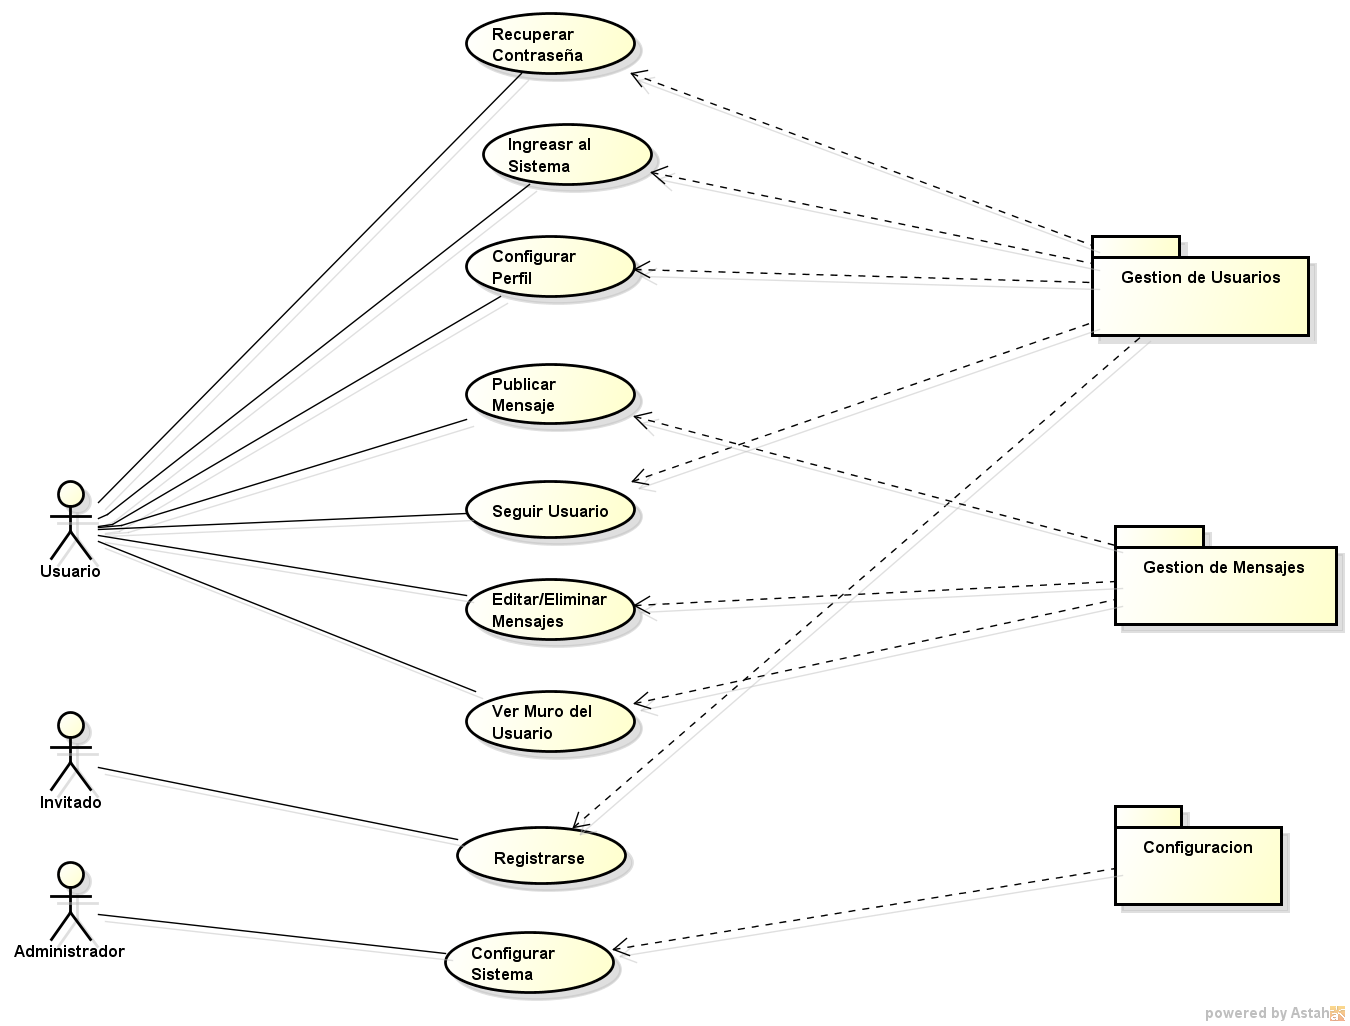 Recuperar
Contraseña
Ingreasr al
Sistema
Configurar
Perfil
Gestion de Usuarios
Publicar
Mensaje
Seguir Usuario
Usuario
Gestion de Mensajes
Editar/Eliminar
Mensajes
Ver Muro del
Usuario
Invitado
Registrarse
Configuracion
Administrador
Configurar
Sistema
powered by Astah